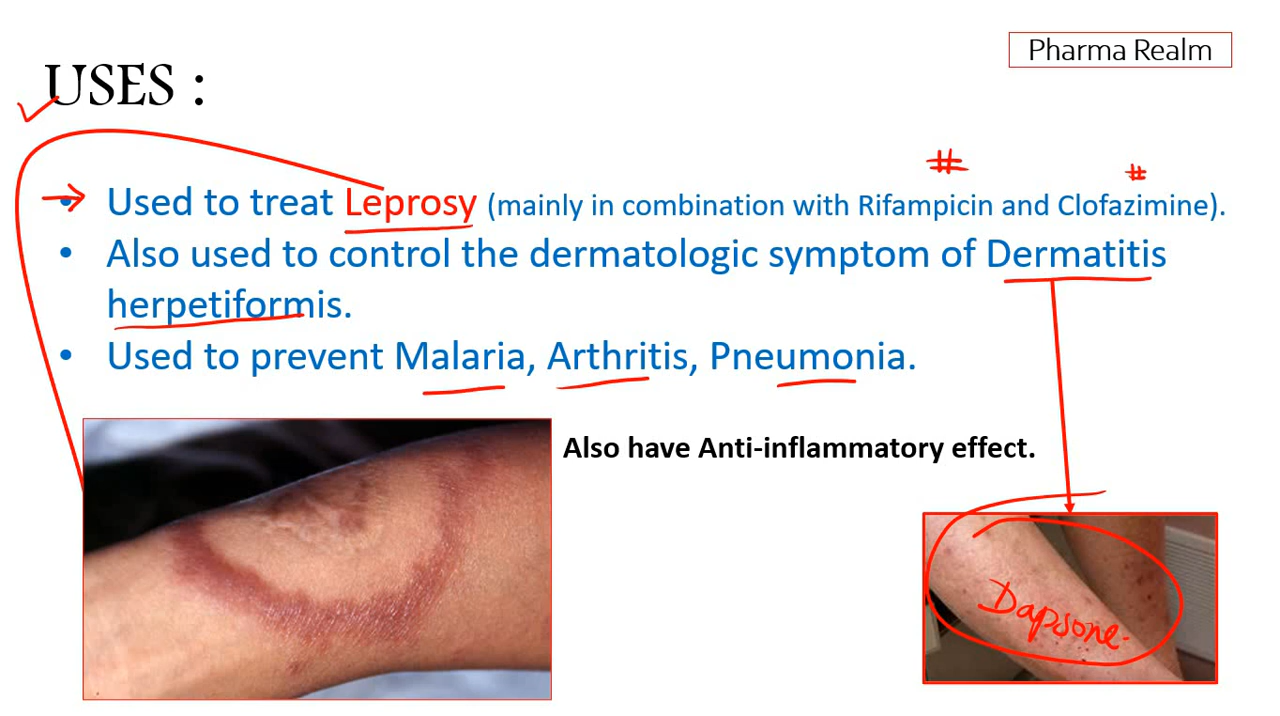 Pharma Realm
USES :
• Used to treat Leprosy (mainly in combination with Rifampicin and Clofazimine).
• Also used to control the dermatologic symptom of Dermatitis
herpetiformis.
• Used to prevent Malaria, Arthritis, Pneumonia.
Also have Anti-inflammatory effect.
Dapsone